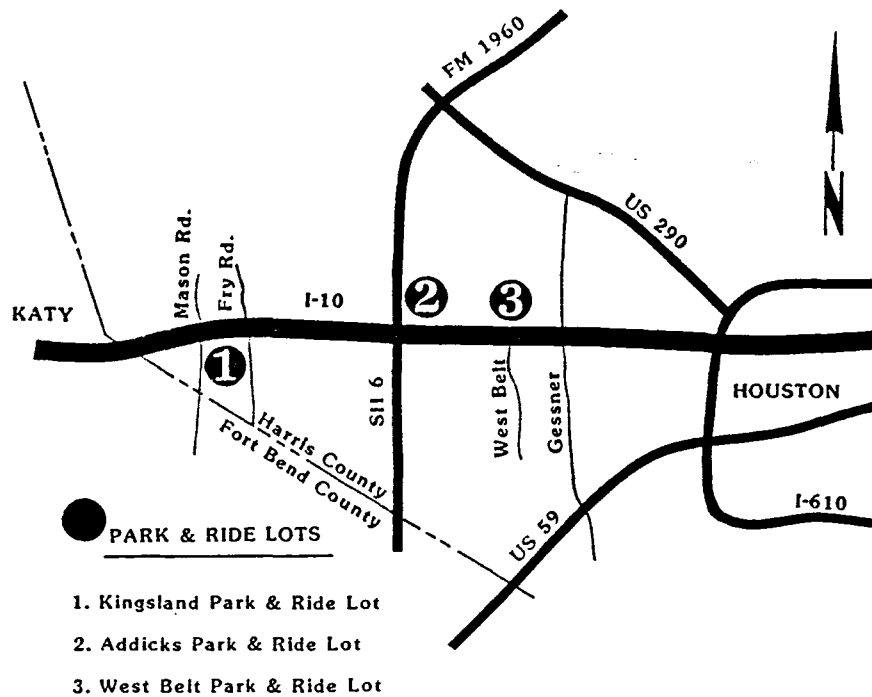 FM 1960
US 290
N
Mason Rd.
Fry Rd.
I-10
KATY
2
3
1
SH 6
West Belt
Gessner
HOUSTON
Harris County
Fort Bend County
I-610
US 59
PARK & RIDE LOTS
1. Kingsland Park & Ride Lot
2. Addicks Park & Ride Lot
3. West Belt Park & Ride Lot